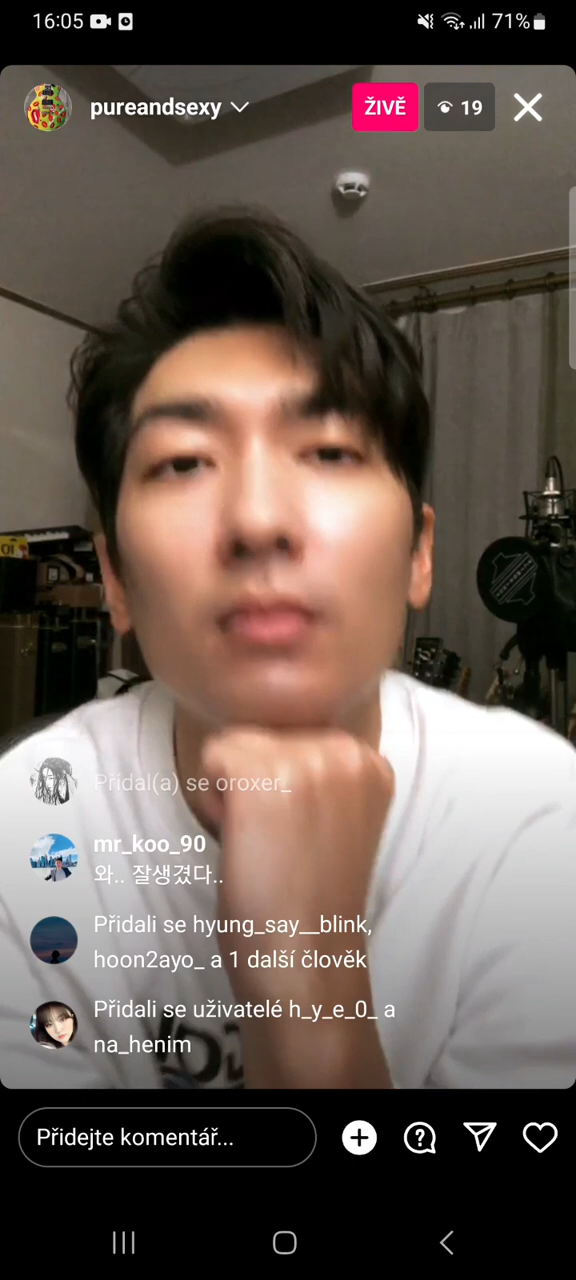 16:05
71%
pureandsexy
ŽIVĚ
19
Přidal(a) se oroxer_
mr_koo_90
와.. 잘생겼다..
Přidali se hyung_say__blink,
hoon2ayo_ a 1 další člověk
Přidali se uživatelé h_y_e_0_ a
na_henim
Přidejte komentář...